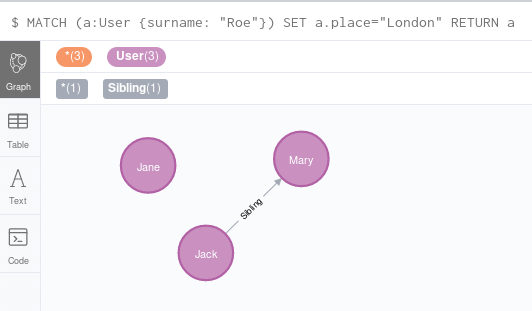 $ MATCH (a:User {surname: "Roe"}) SET a.place="London" RETURN a
*(3) User(3)
*(1) Sibling(1)
Graph
Table
Text
Code
Jane
Mary
Sibling
Jack